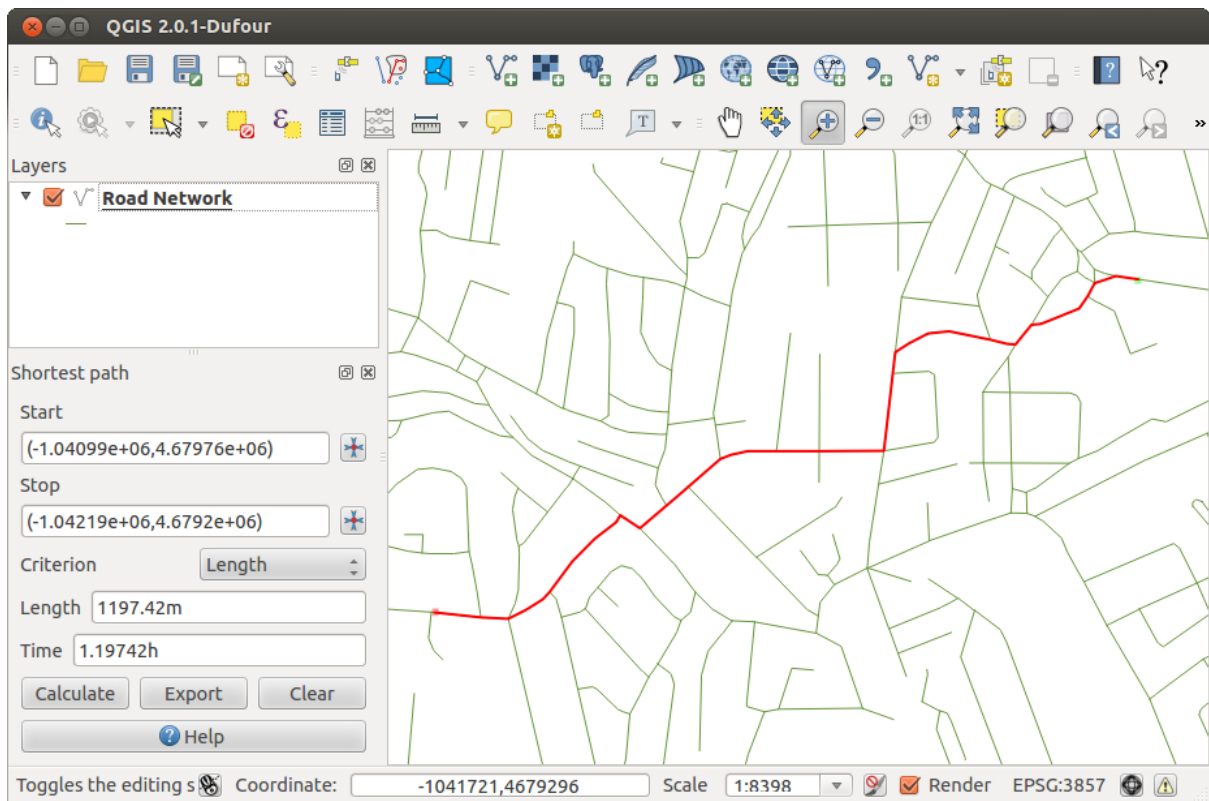 QGIS 2.0.1-Dufour
T
1:1
?
»
Layers
Road Network
Shortest path
Start
(-1.04099e+06,4.67976e+06)
Stop
(-1.04219e+06,4.6792e+06)
Criterion Length
Length 1197.42m
Time 1.19742h
Calculate Export Clear
Help
Toggles the editing s Coordinate: -1041721,4679296 Scale 1:8398 Render EPSG:3857